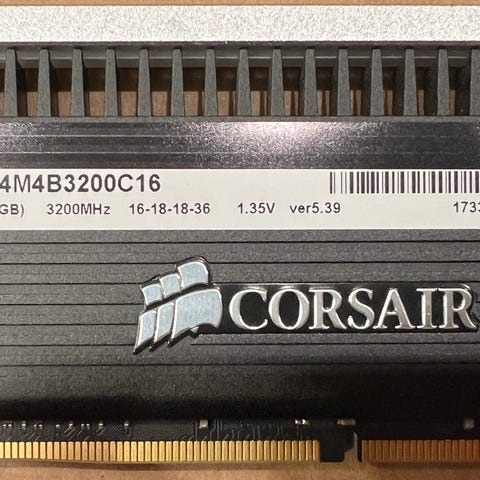 4M4B3200C16
GB) 3200MHz 16-18-18-36 1.35V ver5.39 1733
CORSAIR